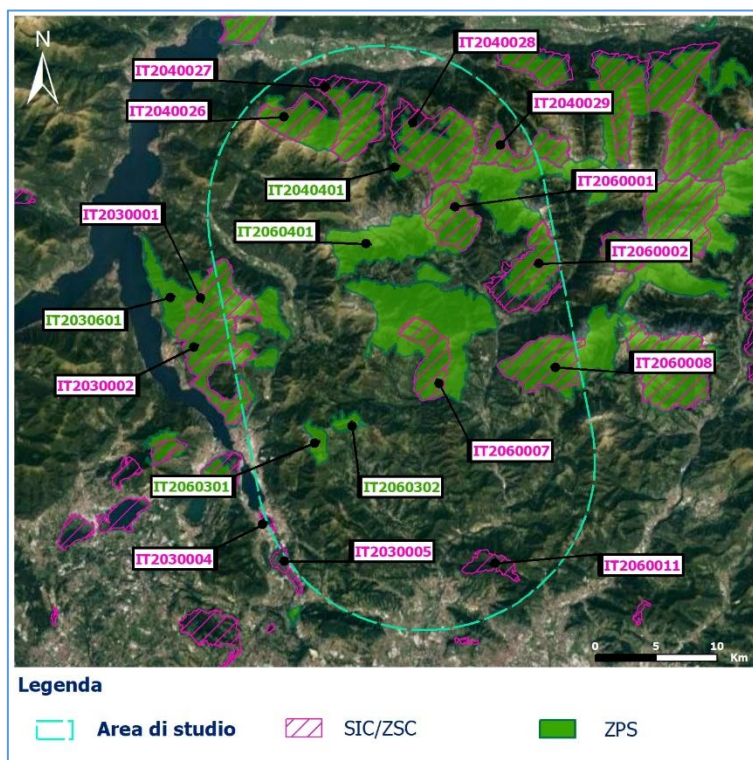 N
IT2040028
IT2040027
IT2040026
IT2040029
IT2040401
IT2060001
IT2030001
IT2060401
IT2060002
IT2030601
IT2030002
IT2060008
IT2060007
IT2060301
IT2060302
IT2030004
IT2030005
IT2060011
0 5 10
Km
Legenda
Area di studio SIC/ZSC ZPS